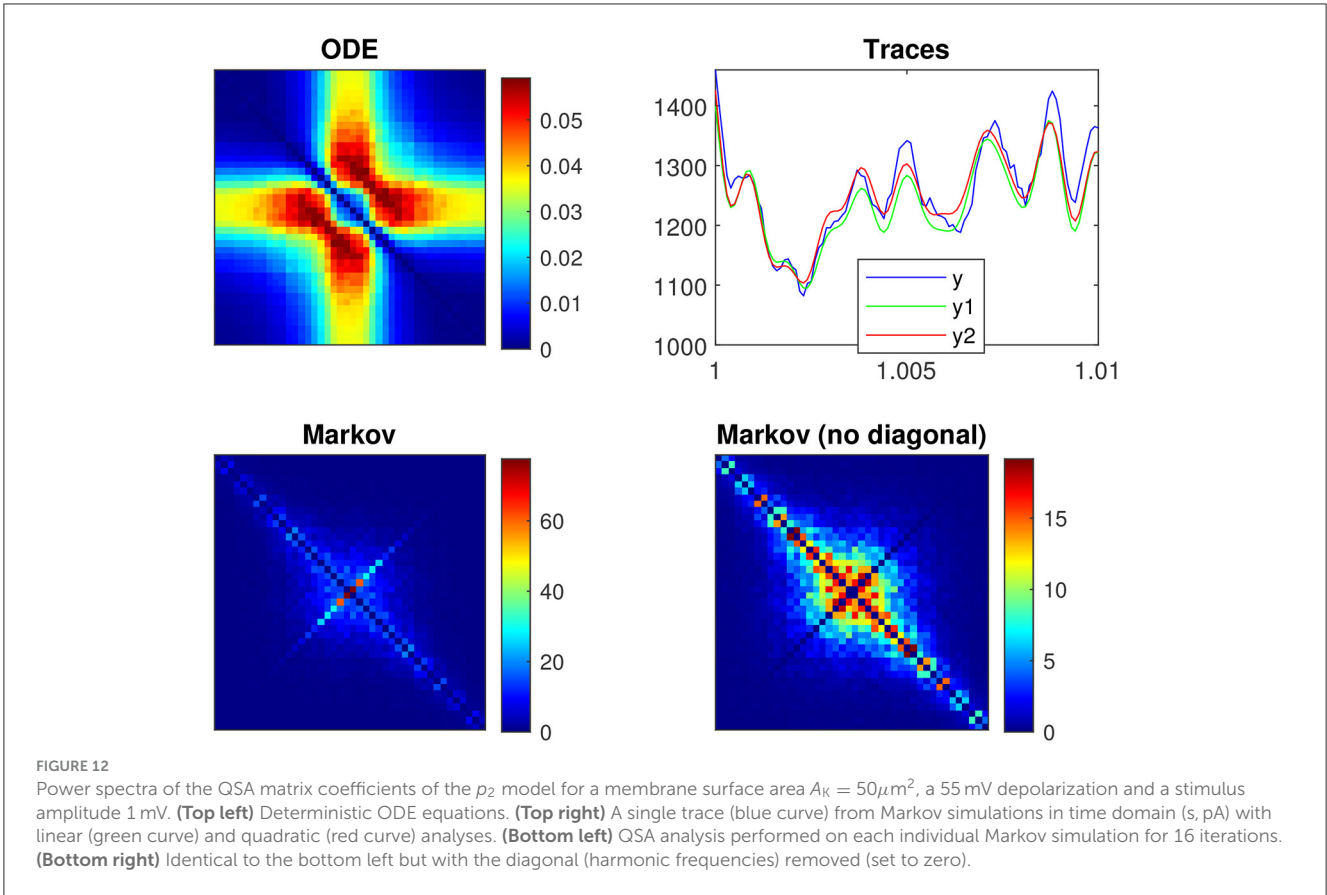 ODE
0.05
0.04
0.03
0.02
0.01
0
Traces
1400
1300
1200
1100
1000
1
1.005
1.01
y
y1
y2
Markov
60
40
20
0
Markov (no diagonal)
15
10
5
0
FIGURE 12
Power spectra of the QSA matrix coefficients of the p₂ model for a membrane surface area A_K = 50μm², a 55 mV depolarization and a stimulus
amplitude 1 mV. (Top left) Deterministic ODE equations. (Top right) A single trace (blue curve) from Markov simulations in time domain (s, pA) with
linear (green curve) and quadratic (red curve) analyses. (Bottom left) QSA analysis performed on each individual Markov simulation for 16 iterations.
(Bottom right) Identical to the bottom left but with the diagonal (harmonic frequencies) removed (set to zero).